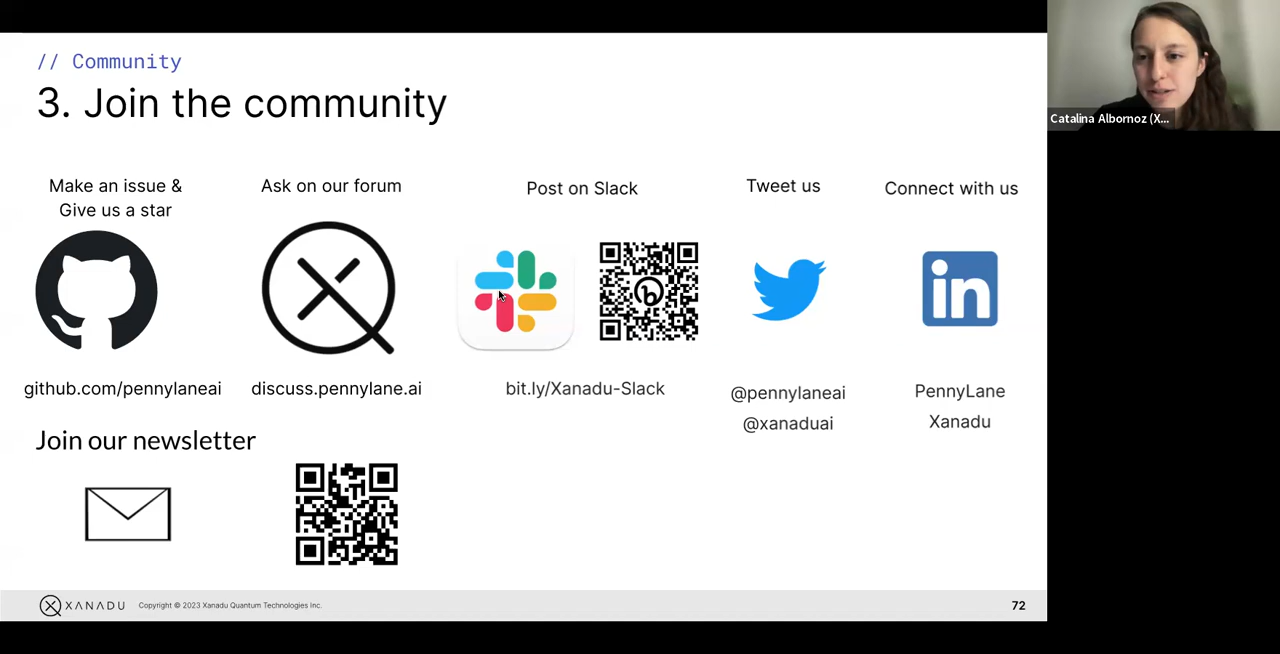 // Community
3. Join the community
Catalina Albornoz (X...
Make an issue &
Give us a star
Ask on our forum
Post on Slack
Tweet us
Connect with us
in
github.com/pennylaneai
discuss.pennylane.ai
bit.ly/Xanadu-Slack
@pennylaneai
@xanaduai
PennyLane
Xanadu
Join our newsletter
XANADU
Copyright © 2023 Xanadu Quantum Technologies Inc.
72